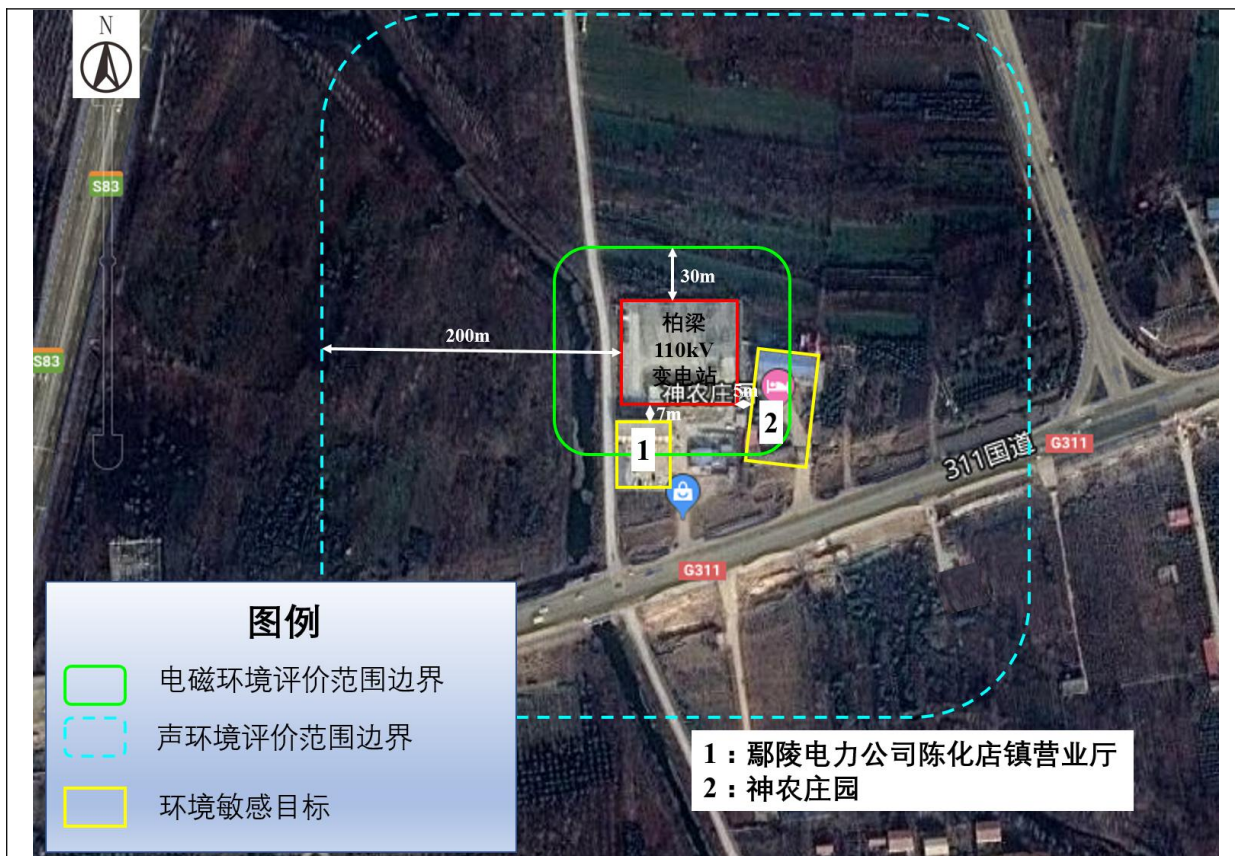 N
S83
S83
30m
200m
柏梁
110kV
变电站
神农庄园
5m
7m
1
2
311国道
G311
G311
图例
电磁环境评价范围边界
声环境评价范围边界
环境敏感目标
1：鄢陵电力公司陈化店镇营业厅
2：神农庄园